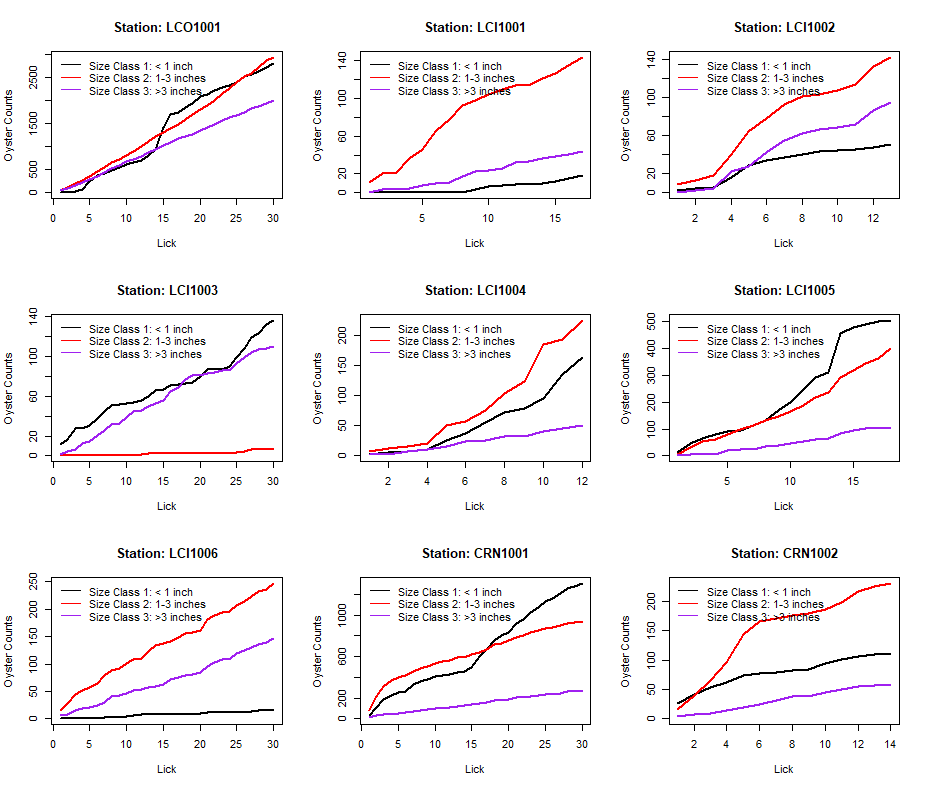 Station: LCO1001
Size Class 1: < 1 inch
Size Class 2: 1-3 inches
Size Class 3: >3 inches
Oyster Counts
0 500 1500 2500
0 5 10 15 20 25 30
Lick
Station: LCI1001
Size Class 1: < 1 inch
Size Class 2: 1-3 inches
Size Class 3: >3 inches
Oyster Counts
0 20 60 100 140
5 10 15
Lick
Station: LCI1002
Size Class 1: < 1 inch
Size Class 2: 1-3 inches
Size Class 3: >3 inches
Oyster Counts
0 20 60 100 140
2 4 6 8 10 12
Lick
Station: LCI1003
Size Class 1: < 1 inch
Size Class 2: 1-3 inches
Size Class 3: >3 inches
Oyster Counts
0 20 60 100 140
0 5 10 15 20 25 30
Lick
Station: LCI1004
Size Class 1: < 1 inch
Size Class 2: 1-3 inches
Size Class 3: >3 inches
Oyster Counts
0 50 100 150 200
2 4 6 8 10 12
Lick
Station: LCI1005
Size Class 1: < 1 inch
Size Class 2: 1-3 inches
Size Class 3: >3 inches
Oyster Counts
0 100 200 300 400 500
5 10 15
Lick
Station: LCI1006
Size Class 1: < 1 inch
Size Class 2: 1-3 inches
Size Class 3: >3 inches
Oyster Counts
0 50 100 150 200 250
0 5 10 15 20 25 30
Lick
Station: CRN1001
Size Class 1: < 1 inch
Size Class 2: 1-3 inches
Size Class 3: >3 inches
Oyster Counts
0 200 600 1000
0 5 10 15 20 25 30
Lick
Station: CRN1002
Size Class 1: < 1 inch
Size Class 2: 1-3 inches
Size Class 3: >3 inches
Oyster Counts
0 50 100 150 200
2 4 6 8 10 12 14
Lick